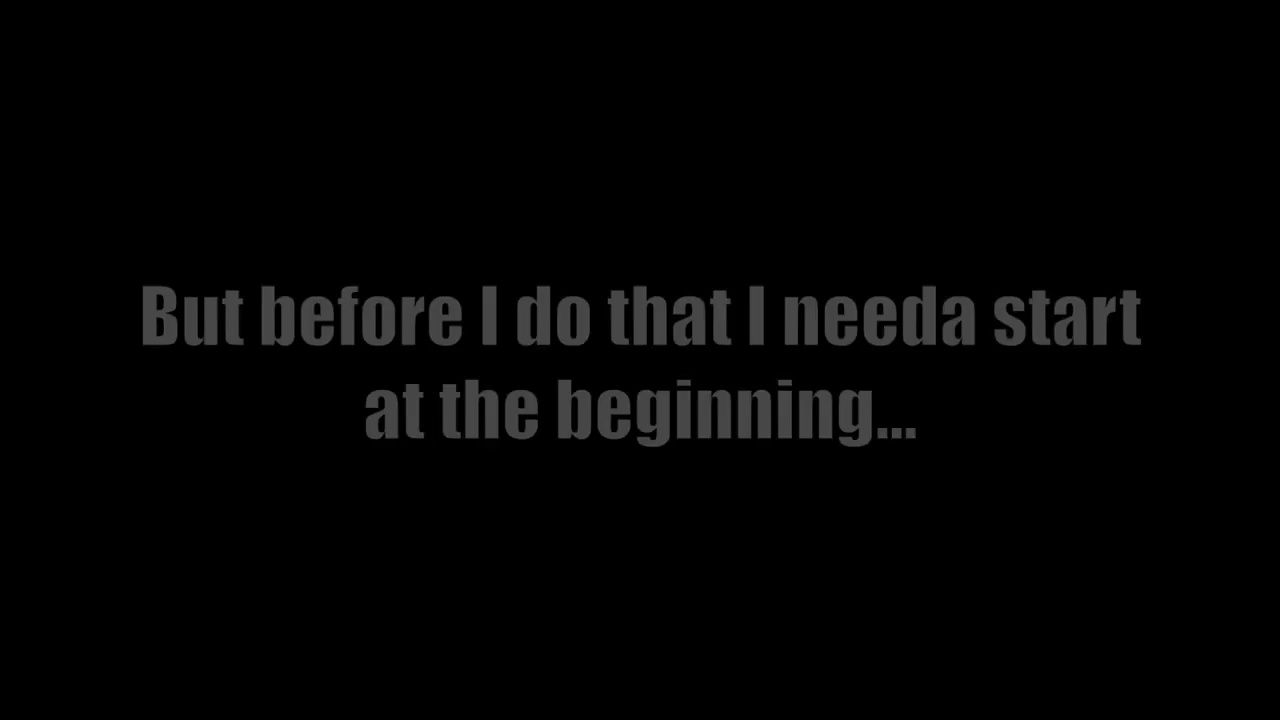 But before I do that I needa start
at the beginning...